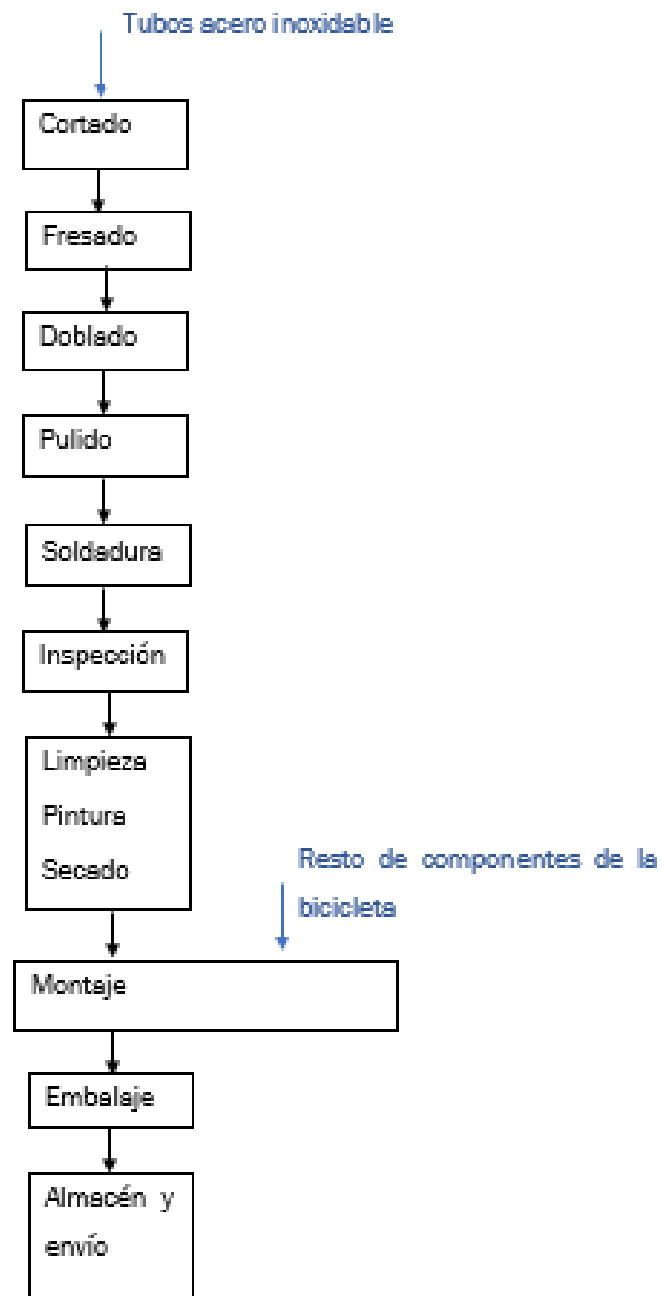 Tubos acero inoxidable
Cortado
Fresado
Doblado
Pulido
Soldadura
Inspección
Limpieza
Pintura
Secado
Resto de componentes de la
bicicleta
Montaje
Embalaje
Almacén y
envío